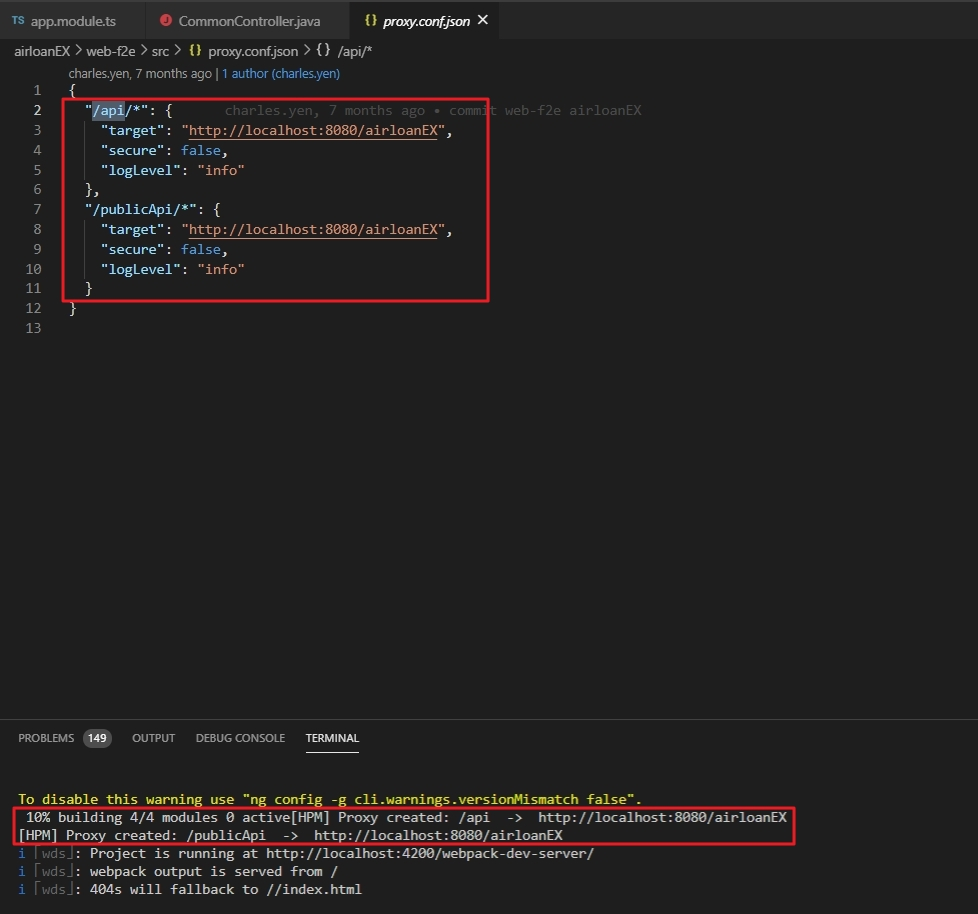 TS app.module.ts
CommonController.java
{} proxy.conf.json ×
airloanEX > web-f2e > src > {} proxy.conf.json > {} /api/*
charles.yen, 7 months ago | 1 author (charles.yen)
1 {
2 "/api/*": { charles.yen, 7 months ago • commit web-f2e airloanEX
3 "target": "http://localhost:8080/airloanEX",
4 "secure": false,
5 "logLevel": "info"
6 },
7 "/publicApi/*": {
8 "target": "http://localhost:8080/airloanEX",
9 "secure": false,
10 "logLevel": "info"
11 }
12 }
13
PROBLEMS 149 OUTPUT DEBUG CONSOLE TERMINAL
To disable this warning use "ng config -g cli.warnings.versionMismatch false".
10% building 4/4 modules 0 active[HPM] Proxy created: /api -> http://localhost:8080/airloanEX
[HPM] Proxy created: /publicApi -> http://localhost:8080/airloanEX
i ｢wds｣: Project is running at http://localhost:4200/webpack-dev-server/
i ｢wds｣: webpack output is served from /
i ｢wds｣: 404s will fallback to //index.html